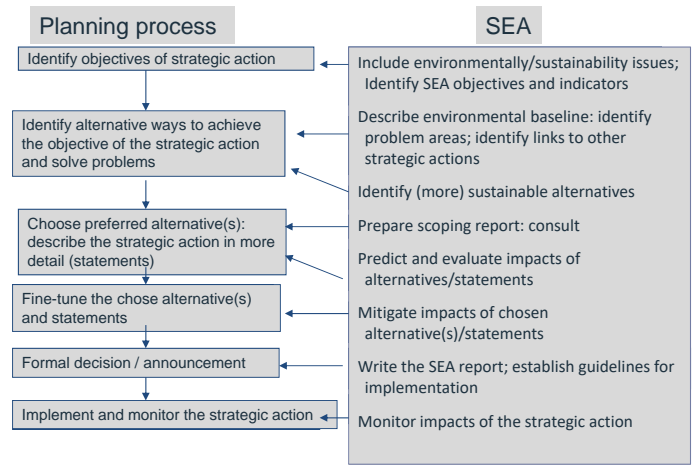 Planning process
SEA
Identify objectives of strategic action
Identify alternative ways to achieve
the objective of the strategic action
and solve problems
Choose preferred alternative(s):
describe the strategic action in more
detail (statements)
Fine-tune the chose alternative(s)
and statements
Formal decision / announcement
Implement and monitor the strategic action
Include environmentally/sustainability issues;
Identify SEA objectives and indicators
Describe environmental baseline: identify
problem areas; identify links to other
strategic actions
Identify (more) sustainable alternatives
Prepare scoping report: consult
Predict and evaluate impacts of
alternatives/statements
Mitigate impacts of chosen
alternative(s)/statements
Write the SEA report; establish guidelines for
implementation
Monitor impacts of the strategic action